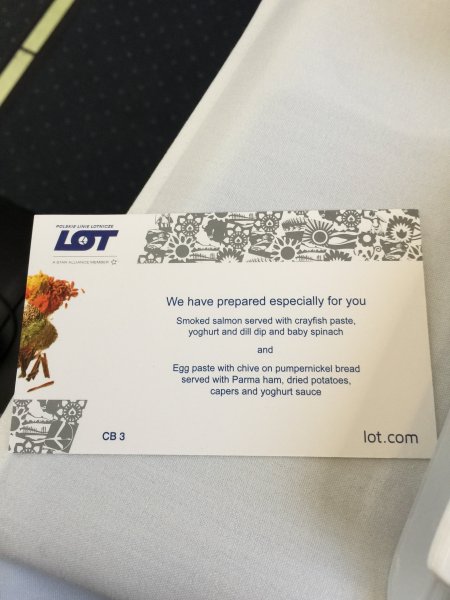 POLSKIE LINIE LOTNICZE
LOT
A STAR ALLIANCE MEMBER
We have prepared especially for you
Smoked salmon served with crayfish paste,
yoghurt and dill dip and baby spinach
and
Egg paste with chive on pumpernickel bread
served with Parma ham, dried potatoes,
capers and yoghurt sauce
CB 3
lot.com